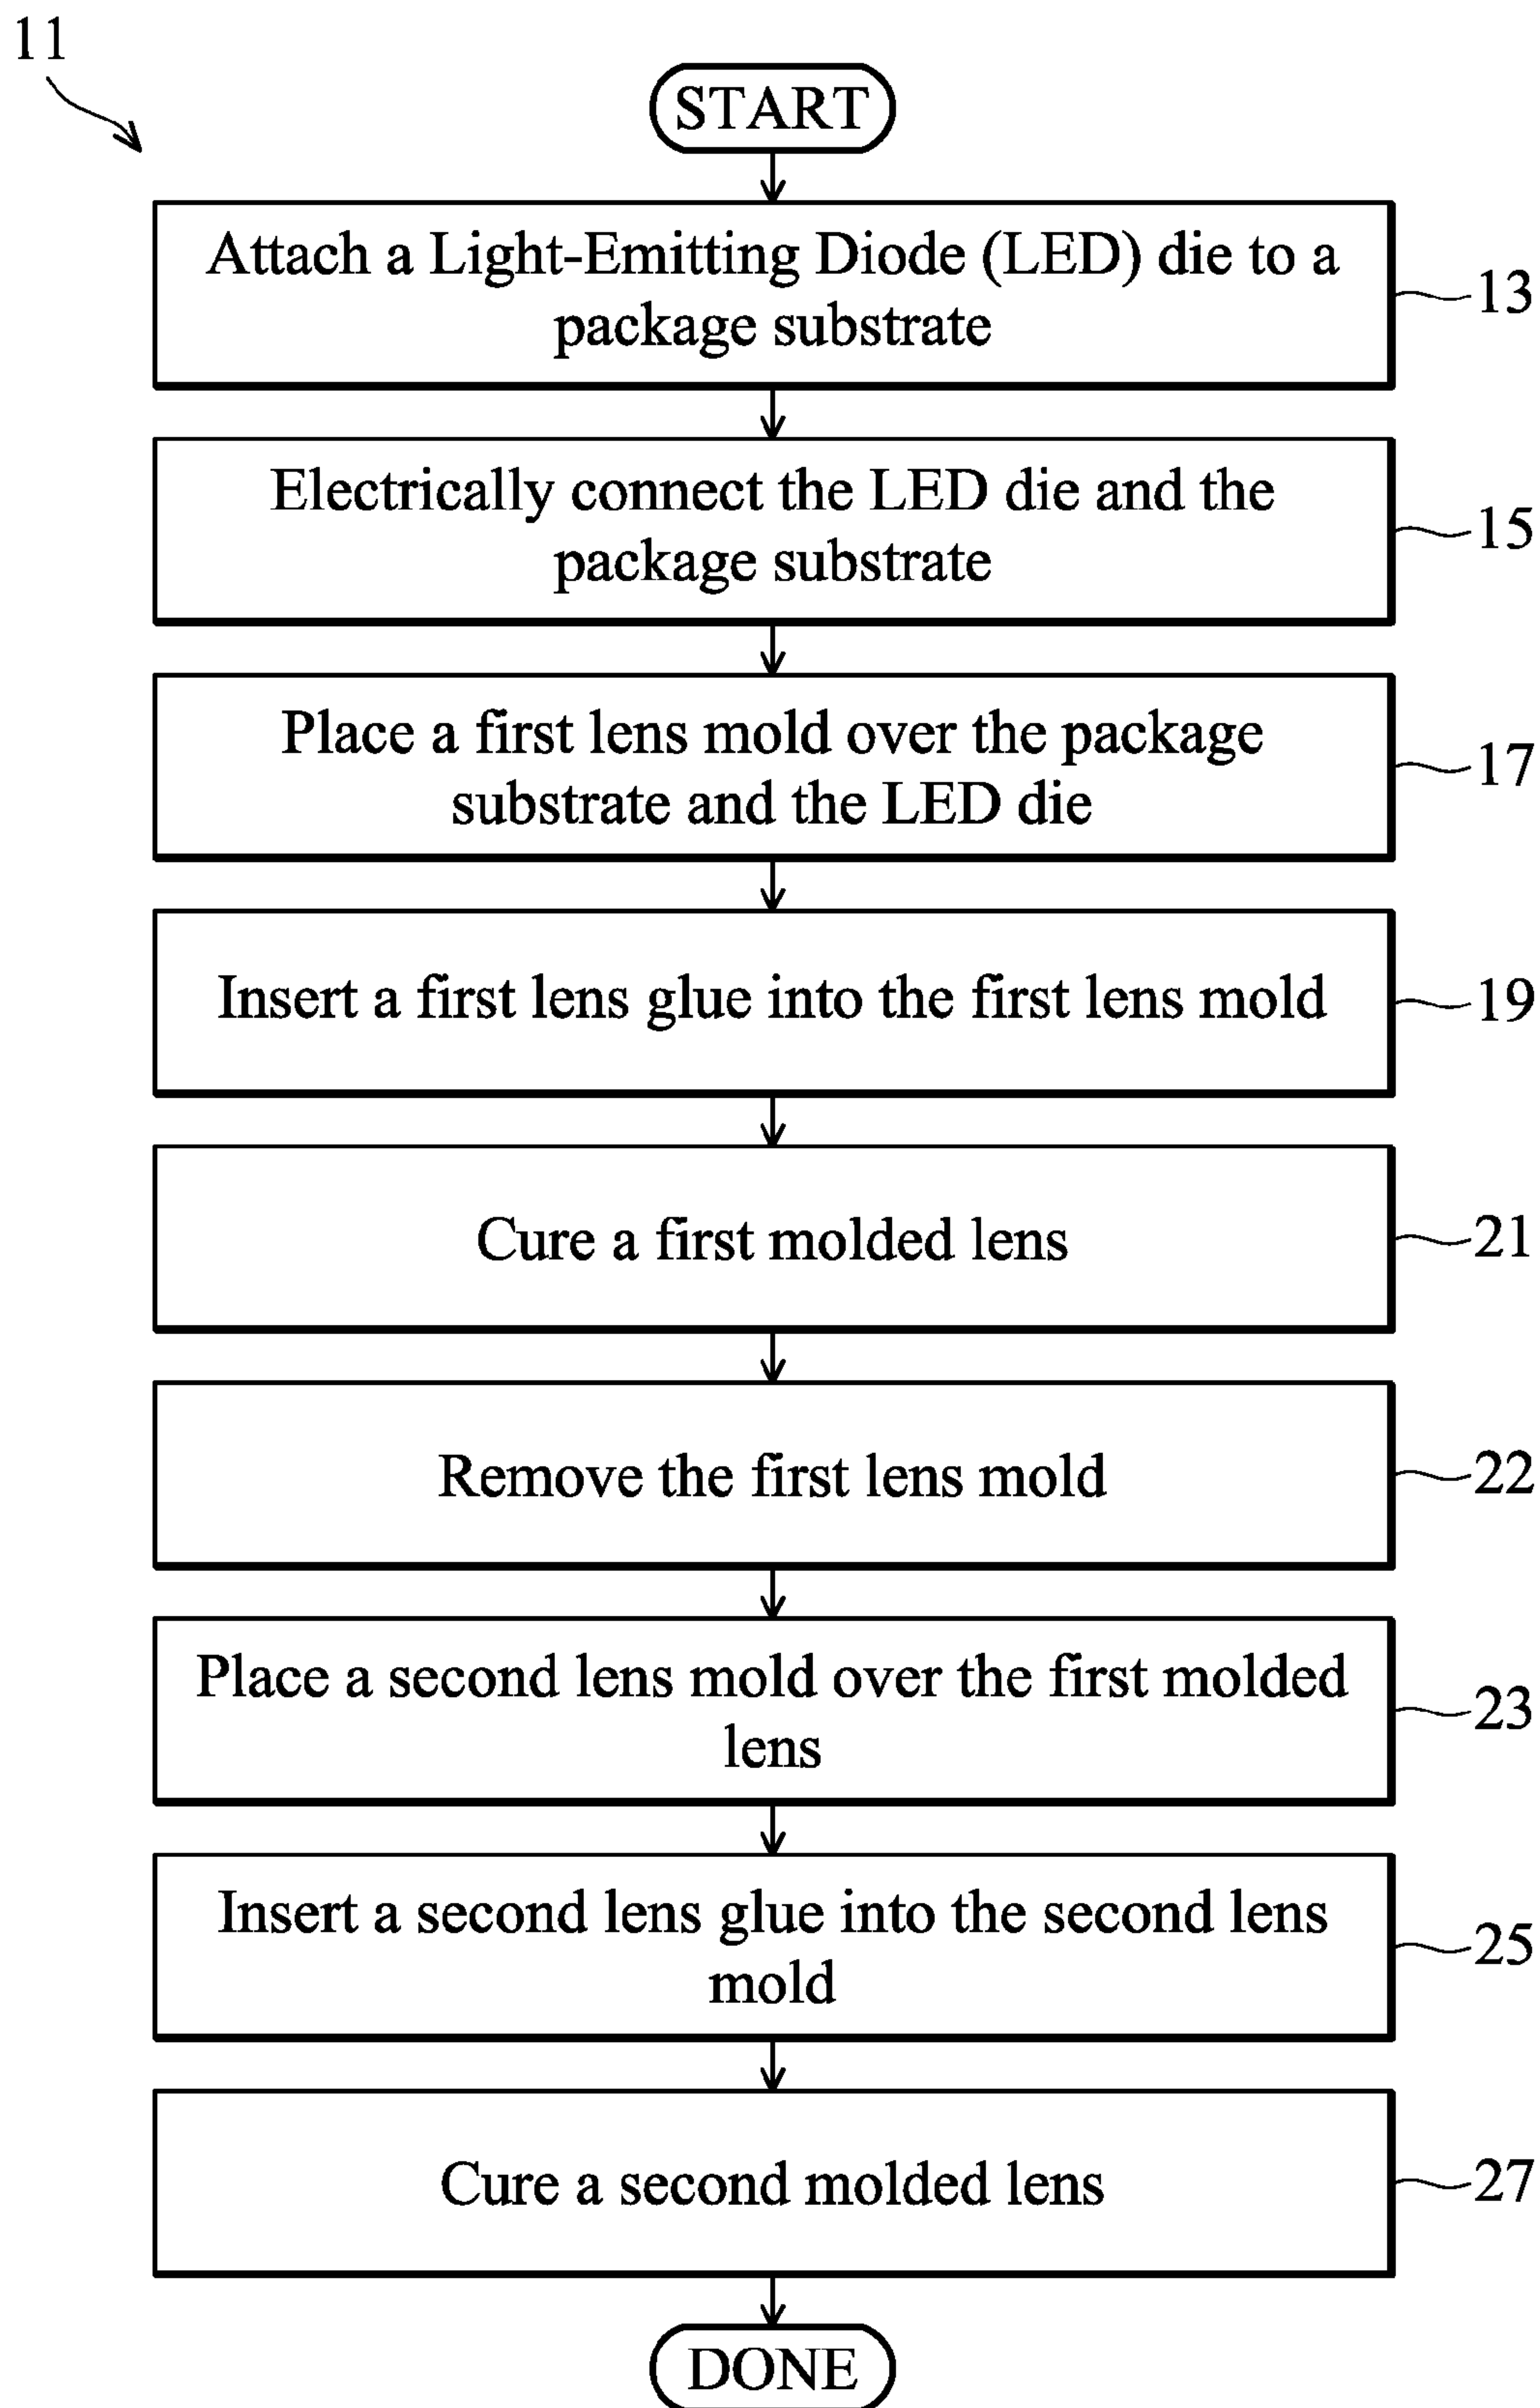 11
START
Attach a Light-Emitting Diode (LED) die to a
package substrate
13
Electrically connect the LED die and the
package substrate
15
Place a first lens mold over the package
substrate and the LED die
17
Insert a first lens glue into the first lens mold
19
Cure a first molded lens
21
Remove the first lens mold
22
Place a second lens mold over the first molded
lens
23
Insert a second lens glue into the second lens
mold
25
Cure a second molded lens
27
DONE